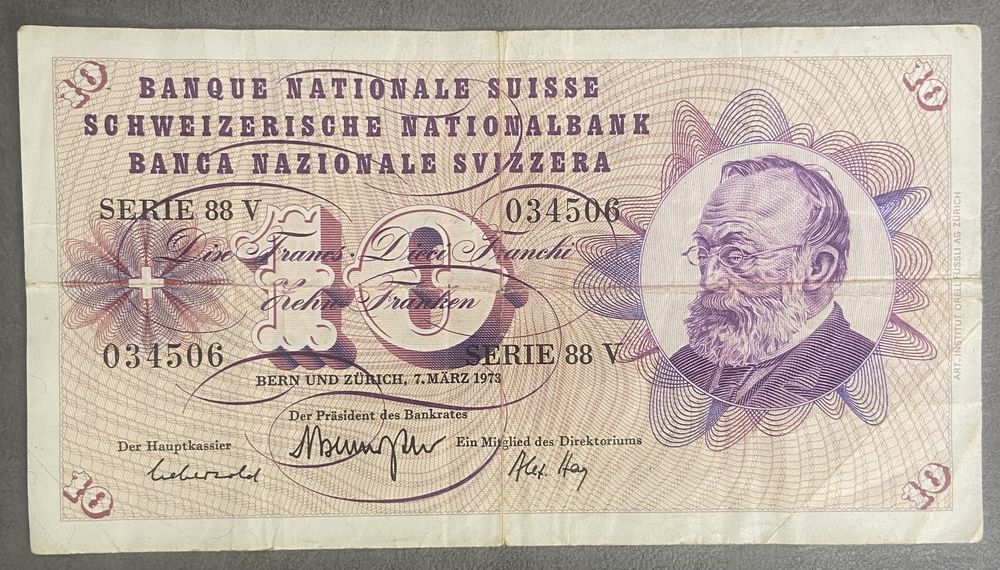 10 10
BANQUE NATIONALE SUISSE
SCHWEIZERISCHE NATIONALBANK
BANCA NAZIONALE SVIZZERA
SERIE 88 V 034506
Dix Francs · Dieci Franchi
10
Zehn Franken
034506 SERIE 88 V
BERN UND ZÜRICH, 7. MÄRZ 1973
Der Präsident des Bankrates
Der Hauptkassier Ein Mitglied des Direktoriums
10 10
ART. INSTITUT ORELL FÜSSLI AG ZÜRICH